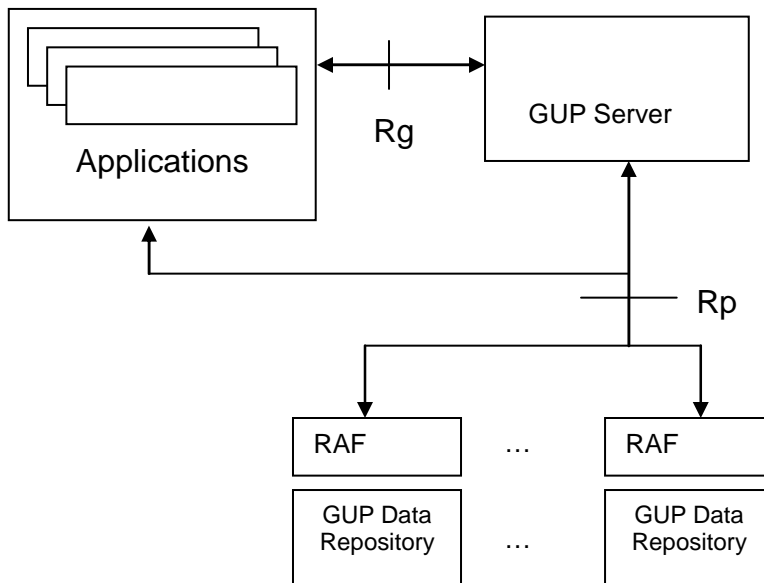 GUP Server
Rg
Applications
Rp
RAF
…
RAF
GUP Data
Repository
…
GUP Data
Repository